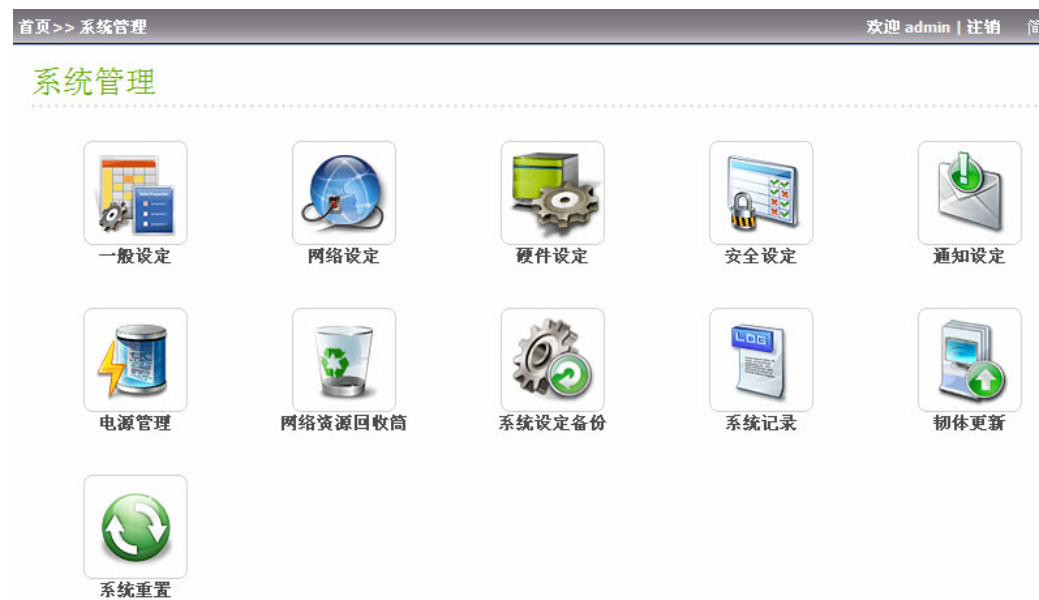 首页>> 系统管理
欢迎 admin | 注销 简
系统管理
一般设定
网络设定
硬件设定
安全设定
通知设定
LOG
电源管理
网络资源回收筒
系统设定备份
系统记录
韧体更新
系统重置